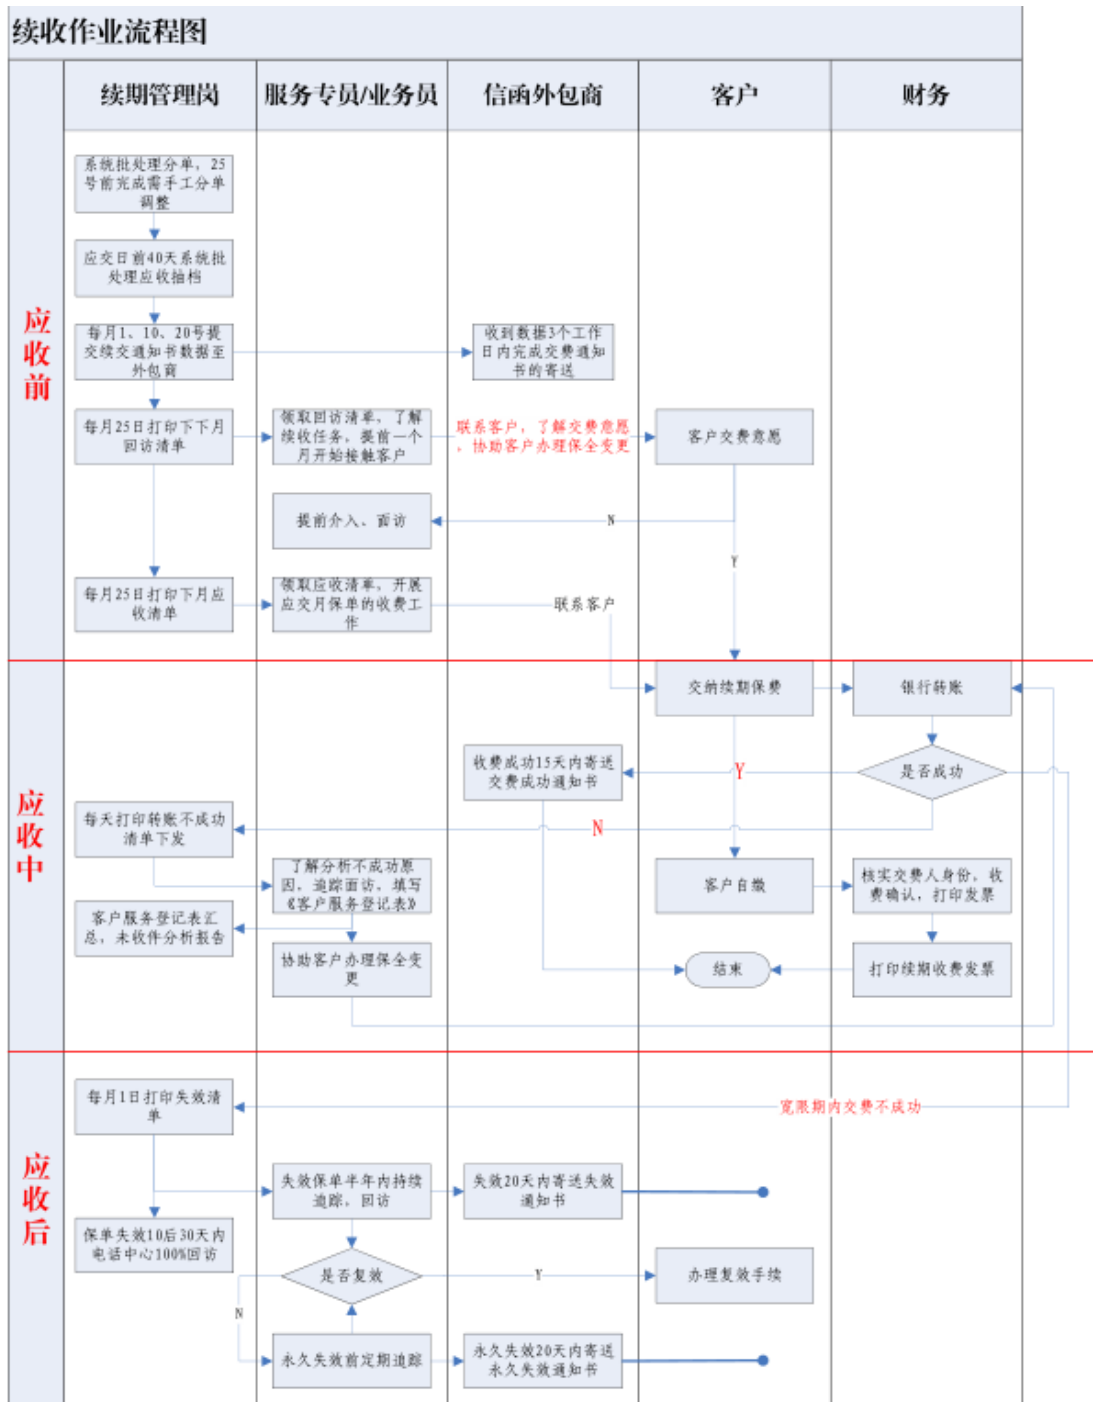 续收作业流程图
续期管理岗
服务专员/业务员
信函外包商
客户
财务
应
收
前
系统批处理分单，25
号前完成需手工分单
调整
应交日前40天系统批
处理应收抽档
每月1、10、20号提
交续交通知书数据至
外包商
收到数据3个工作
日内完成交费通知
书的寄送
每月25日打印下下月
回访清单
领取回访清单，了解
续收任务，提前一个
月开始接触客户
联系客户，了解交费意愿
，协助客户办理保全变更
客户交费意愿
提前介入、面访
N
Y
每月25日打印下月应
收清单
领取应收清单，开展
应交月保单的收费工
作
联系客户
应
收
中
交纳续期保费
银行转账
收费成功15天内寄送
交费成功通知书
Y
是否成功
每天打印转账不成功
清单下发
N
了解分析不成功原
因，追踪面访，填写
《客户服务登记表》
客户自缴
核实交费人身份，收
费确认，打印发票
客户服务登记表汇
总，未收件分析报告
协助客户办理保全变
更
结束
打印续期收费发票
应
收
后
每月1日打印失效清
单
宽限期内交费不成功
失效保单半年内持续
追踪，回访
失效20天内寄送失效
通知书
保单失效10后30天内
电话中心100%回访
是否复效
Y
办理复效手续
N
永久失效前定期追踪
永久失效20天内寄送
永久失效通知书